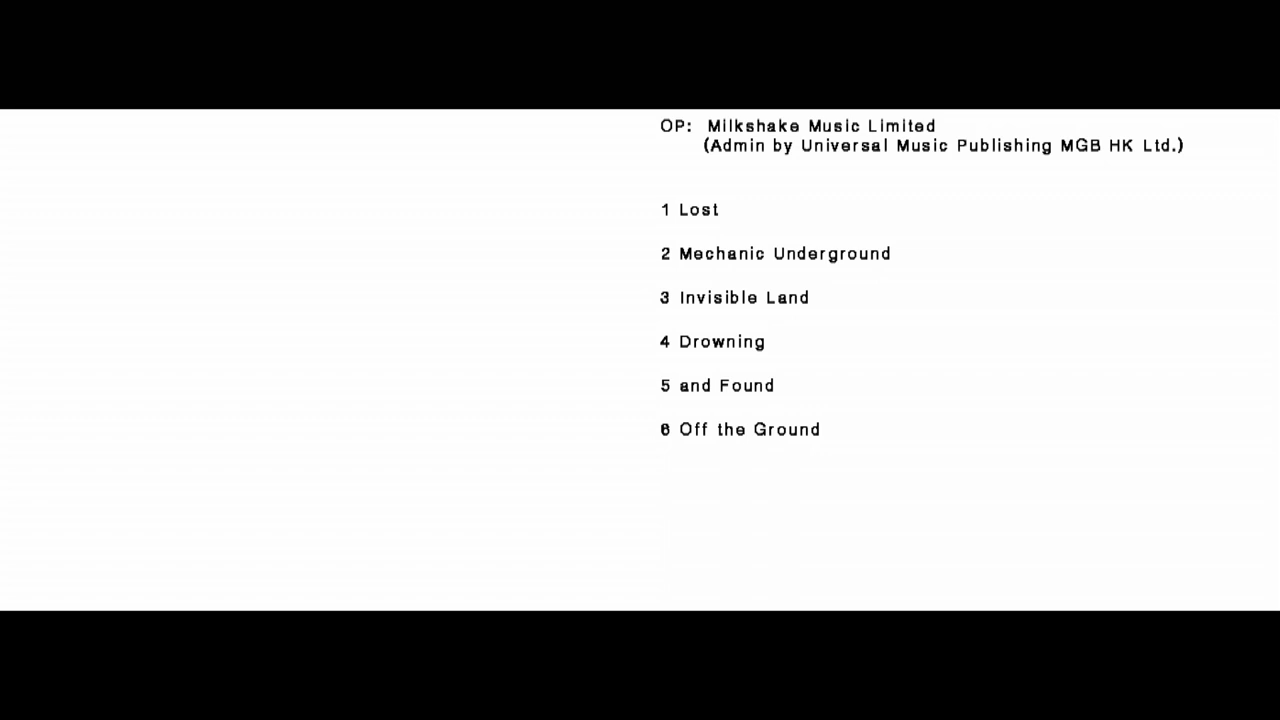 OP: Milkshake Music Limited
(Admin by Universal Music Publishing MGB HK Ltd.)
1 Lost
2 Mechanic Underground
3 Invisible Land
4 Drowning
5 and Found
6 Off the Ground